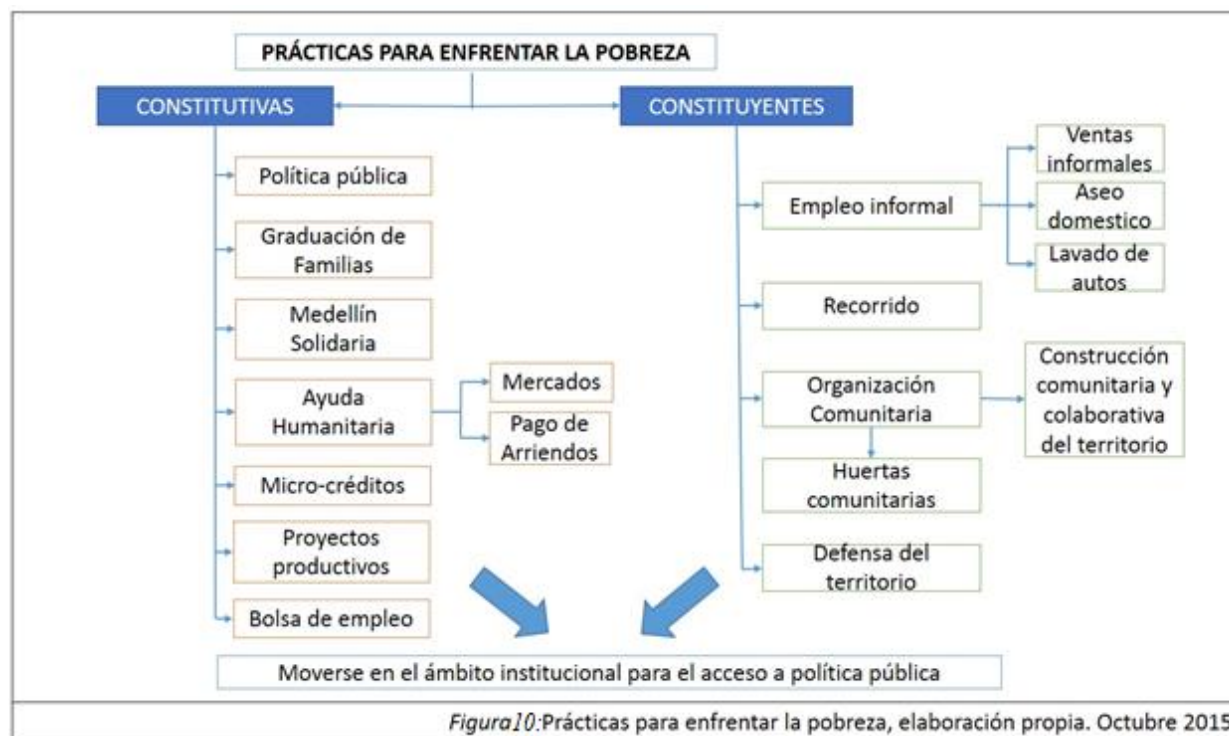 PRÁCTICAS PARA ENFRENTAR LA POBREZA
CONSTITUTIVAS
Política pública
Graduación de
Familias
Medellín
Solidaria
Ayuda
Humanitaria
Mercados
Pago de
Arriendos
Micro-créditos
Proyectos
productivos
Bolsa de empleo
CONSTITUYENTES
Empleo informal
Ventas
informales
Aseo
domestico
Lavado de
autos
Recorrido
Organización
Comunitaria
Construcción
comunitaria y
colaborativa
del territorio
Huertas
comunitarias
Defensa del
territorio
Moverse en el ámbito institucional para el acceso a política pública
Figura10:Prácticas para enfrentar la pobreza, elaboración propia. Octubre 2015